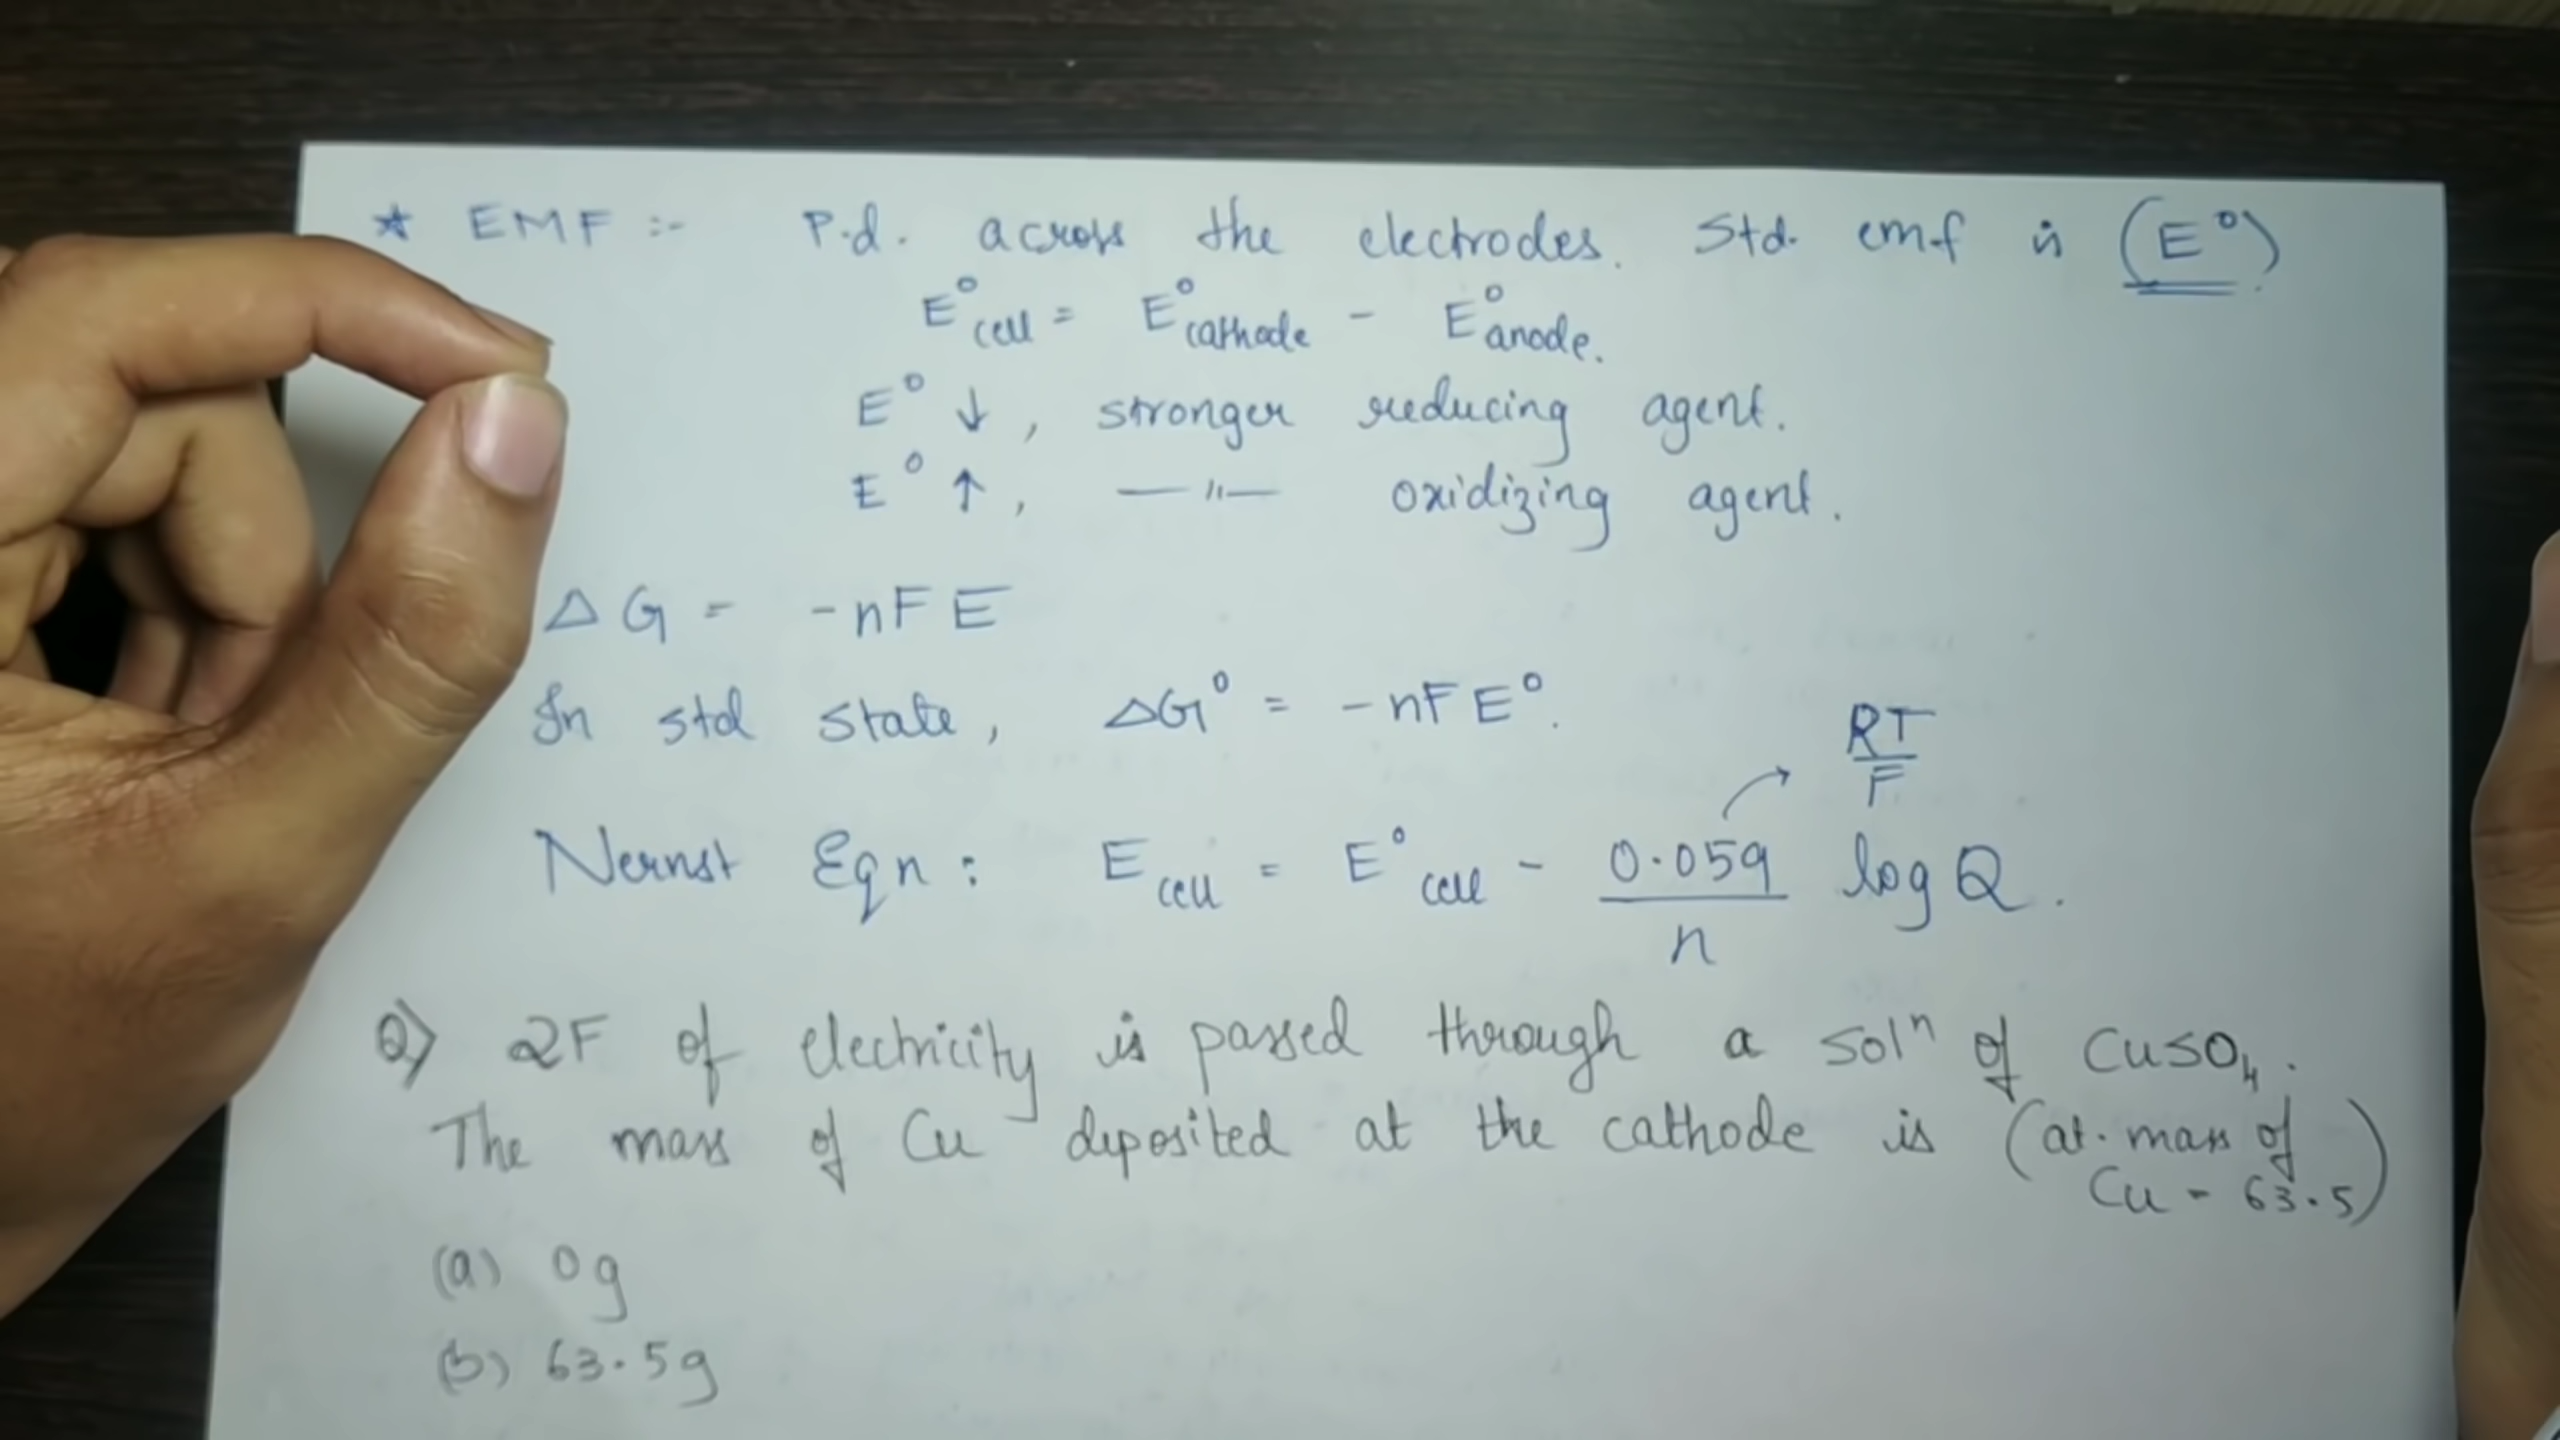 * EMF :- P.d. across the electrodes. Std. emf is (E°)
E°cell = E°cathode - E°anode.
E° ↓, stronger reducing agent.
E° ↑, —"— oxidizing agent.
ΔG = -nFE
In std state, ΔG° = -nFE°.
RT/F
Nernst Eqn : Ecell = E°cell - 0.059/n log Q.
Q) 2F of electricity is passed through a solⁿ of CuSO₄.
The mass of Cu deposited at the cathode is (at. mass of
Cu - 63.5)
(a) 0g
(b) 63.5g